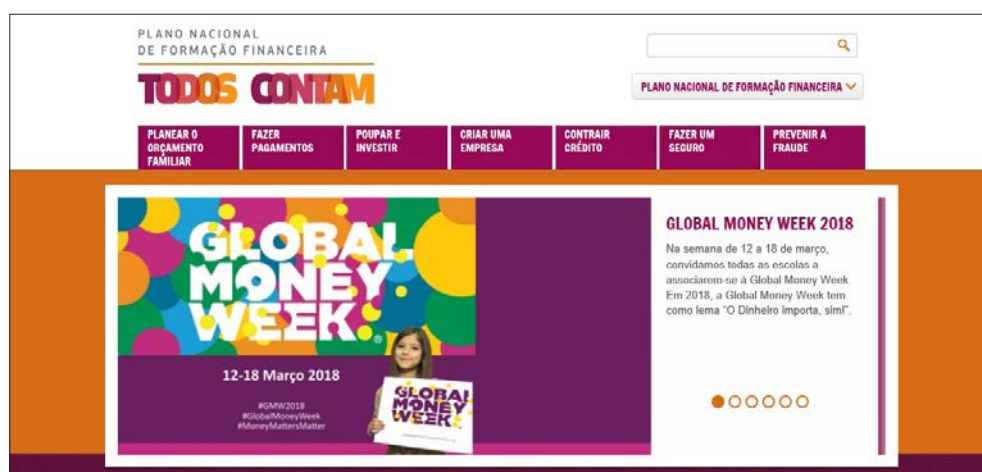 PLANO NACIONAL
DE FORMAÇÃO FINANCEIRA
TODOS CONTAM
PLANO NACIONAL DE FORMAÇÃO FINANCEIRA
PLANEAR O
ORÇAMENTO
FAMILIAR
FAZER
PAGAMENTOS
POUPAR E
INVESTIR
CRIAR UMA
EMPRESA
CONTRAIR
CRÉDITO
FAZER UM
SEGURO
PREVENIR A
FRAUDE
GLOBAL
MONEY
WEEK®
12-18 Março 2018
#GMW2018
#GlobalMoneyWeek
#MoneyMattersMatter
GLOBAL
MONEY
WEEK
GLOBAL MONEY WEEK 2018
Na semana de 12 a 18 de março,
convidamos todas as escolas a
associarem-se à Global Money Week.
Em 2018, a Global Money Week tem
como lema “O Dinheiro importa, sim!”.